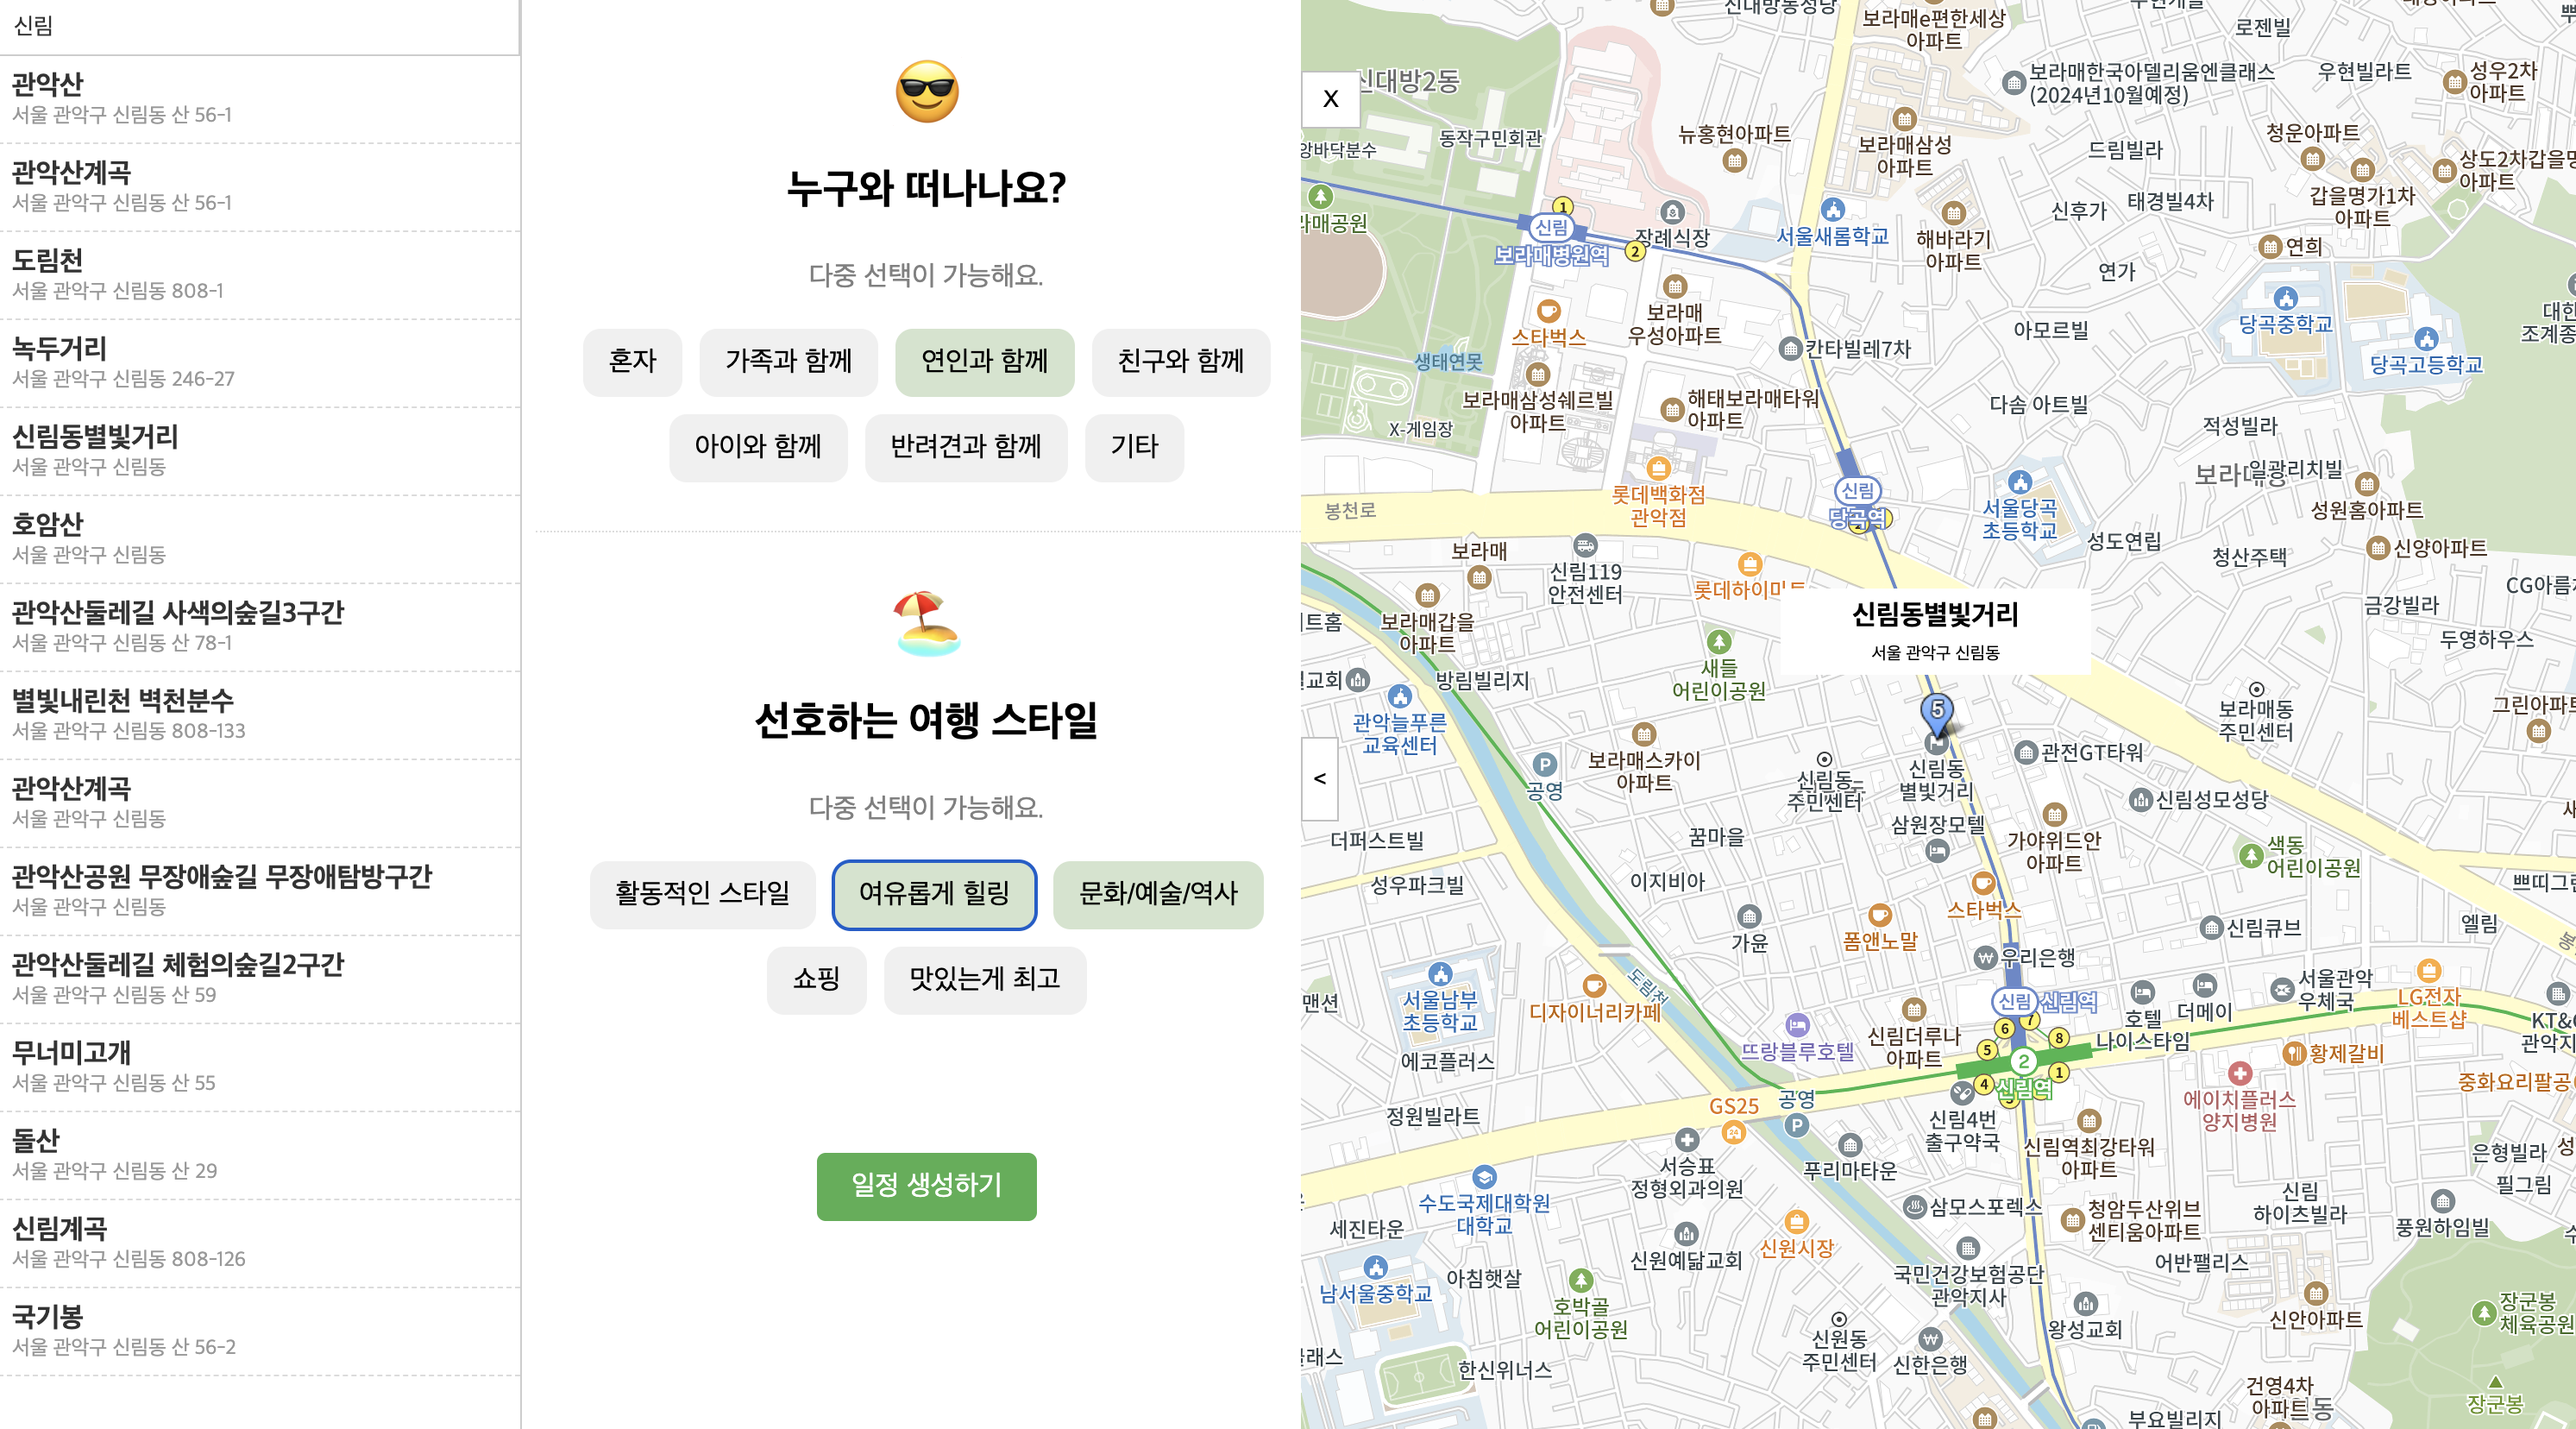 신림
관악산
서울 관악구 신림동 산 56-1
관악산계곡
서울 관악구 신림동 산 56-1
도림천
서울 관악구 신림동 808-1
녹두거리
서울 관악구 신림동 246-27
신림동별빛거리
서울 관악구 신림동
호암산
서울 관악구 신림동
관악산둘레길 사색의숲길3구간
서울 관악구 신림동 산 78-1
별빛내린천 벽천분수
서울 관악구 신림동 808-133
관악산계곡
서울 관악구 신림동
관악산공원 무장애숲길 무장애탐방구간
서울 관악구 신림동
관악산둘레길 체험의숲길2구간
서울 관악구 신림동 산 59
무너미고개
서울 관악구 신림동 산 55
돌산
서울 관악구 신림동 산 29
신림계곡
서울 관악구 신림동 808-126
국기봉
서울 관악구 신림동 산 56-2
누구와 떠나나요?
다중 선택이 가능해요.
혼자
가족과 함께
연인과 함께
친구와 함께
아이와 함께
반려견과 함께
기타
선호하는 여행 스타일
다중 선택이 가능해요.
활동적인 스타일
여유롭게 힐링
문화/예술/역사
쇼핑
맛있는게 최고
일정 생성하기
X
<
보라매e편한세상
아파트
로젠빌
신대방2동
보라매한국아델리움엔클래스
(2024년10월예정)
우현빌라트
성우2차
아파트
동작구민회관
뉴홍현아파트
보라매삼성
아파트
드림빌라
청운아파트
갑을명가1차
아파트
신후가
태경빌4차
1
신림
보라매병원역
2
장례식장
서울새롬학교
해바라기
아파트
연희
연가
스타벅스
보라매
우성아파트
칸타빌레7차
아모르빌
당곡중학교
당곡고등학교
생태연못
보라매삼성쉐르빌
아파트
해태보라매타워
아파트
X-게임장
다솜 아트빌
적성빌라
일광리치빌
롯데백화점
관악점
봉천로
신림
당곡역
서울당곡
초등학교
성원홈아파트
성도연립
청산주택
신양아파트
보라매
신림119
안전센터
보라매갑을
아파트
금강빌라
두영하우스
신림동별빛거리
서울 관악구 신림동
새들
어린이공원
방림빌리지
관악늘푸른
교육센터
5
신림동
별빛거리
관전GT타워
보라매동
주민센터
P
공영
보라매스카이
아파트
신림동
주민센터
신림성모성당
더퍼스트빌
꿈마을
삼원장모텔
가야위드안
아파트
색동
어린이공원
성우파크빌
이지비아
스타벅스
가윤
폼앤노말
신림큐브
엘림
우리은행
서울남부
초등학교
디자이너리카페
도림천
신림
신림역
호텔
나이스타임
더메이
서울관악
우체국
LG전자
베스트샵
에코플러스
뜨랑블루호텔
신림더루나
아파트
5
6
7
8
2
신림역
4
1
황제갈비
에이치플러스
양지병원
정원빌라트
GS25
24
공영
P
신림4번
출구약국
신림역최강타워
아파트
은형빌라
서승표
정형외과의원
푸리마타운
필그림
수도국제대학원
대학교
삼모스포렉스
청암두산위브
센티움아파트
신림
하이츠빌라
풍원하임빌
세진타운
신원예닮교회
신원시장
국민건강보험공단
관악지사
어반팰리스
남서울중학교
아침햇살
호박골
어린이공원
왕성교회
신안아파트
장군봉
체육공원
신원동
주민센터
신한은행
한신위너스
건영4차
아파트
장군봉
부요빌리지